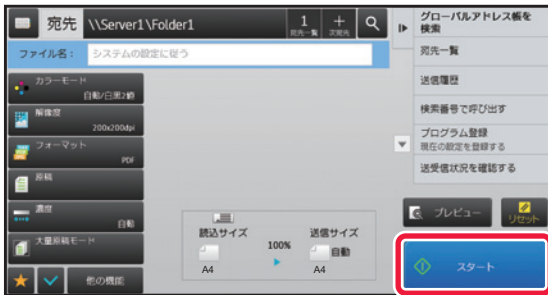 宛先 \\Server1\Folder1
1
宛先一覧
次宛先
ファイル名：
システムの設定に従う
カラーモード
自動/白黒2値
解像度
200x200dpi
フォーマット
PDF
原稿
濃度
自動
大量原稿モード
他の機能
読込サイズ
100%
送信サイズ
自動
A4
A4
グローバルアドレス帳を
検索
宛先一覧
送信履歴
検索番号で呼び出す
プログラム登録
現在の設定を登録する
送受信状況を確認する
プレビュー
リセット
スタート